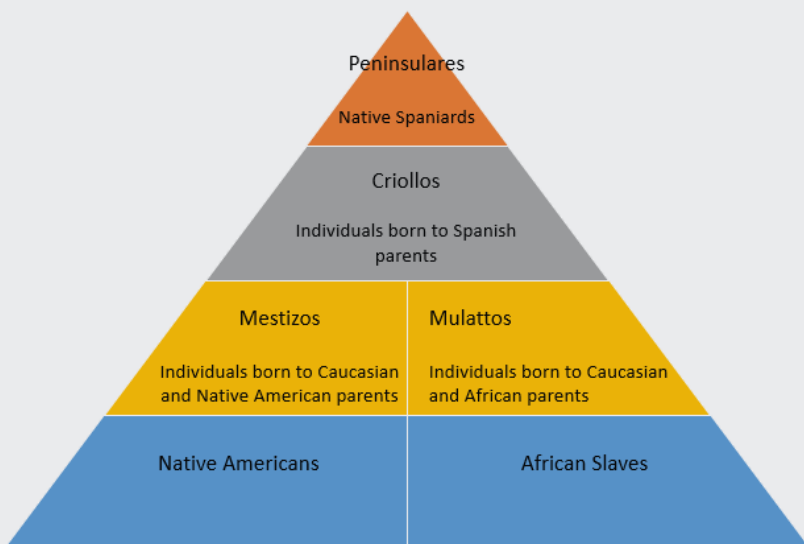 Peninsulares
Native Spaniards
Criollos
Individuals born to Spanish
parents
Mestizos
Individuals born to Caucasian
and Native American parents
Mulattos
Individuals born to Caucasian
and African parents
Native Americans
African Slaves